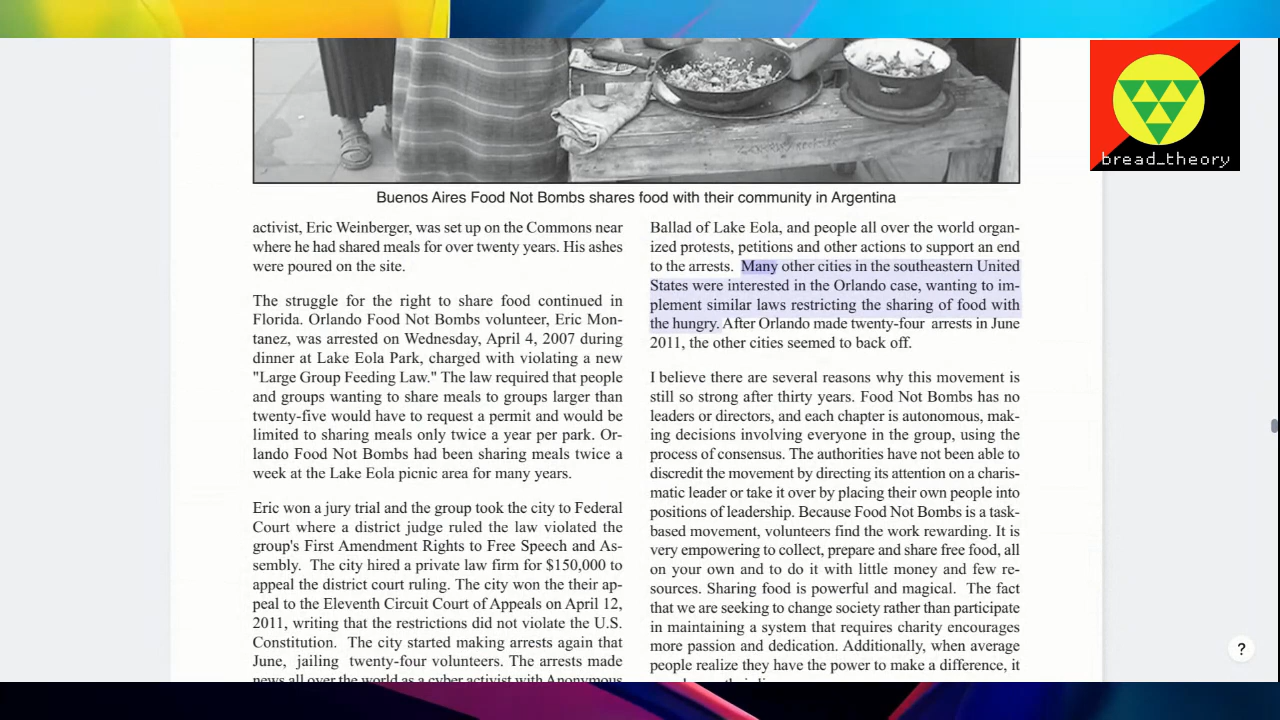 bread_theory
Buenos Aires Food Not Bombs shares food with their community in Argentina
activist, Eric Weinberger, was set up on the Commons near
where he had shared meals for over twenty years. His ashes
were poured on the site.
The struggle for the right to share food continued in
Florida. Orlando Food Not Bombs volunteer, Eric Mon-
tanez, was arrested on Wednesday, April 4, 2007 during
dinner at Lake Eola Park, charged with violating a new
"Large Group Feeding Law." The law required that people
and groups wanting to share meals to groups larger than
twenty-five would have to request a permit and would be
limited to sharing meals only twice a year per park. Or-
lando Food Not Bombs had been sharing meals twice a
week at the Lake Eola picnic area for many years.
Eric won a jury trial and the group took the city to Federal
Court where a district judge ruled the law violated the
group's First Amendment Rights to Free Speech and As-
sembly. The city hired a private law firm for $150,000 to
appeal the district court ruling. The city won the their ap-
peal to the Eleventh Circuit Court of Appeals on April 12,
2011, writing that the restrictions did not violate the U.S.
Constitution. The city started making arrests again that
June, jailing twenty-four volunteers. The arrests made
news all over the world as a cyber activist with Anonymous
Ballad of Lake Eola, and people all over the world organ-
ized protests, petitions and other actions to support an end
to the arrests. Many other cities in the southeastern United
States were interested in the Orlando case, wanting to im-
plement similar laws restricting the sharing of food with
the hungry. After Orlando made twenty-four arrests in June
2011, the other cities seemed to back off.
I believe there are several reasons why this movement is
still so strong after thirty years. Food Not Bombs has no
leaders or directors, and each chapter is autonomous, mak-
ing decisions involving everyone in the group, using the
process of consensus. The authorities have not been able to
discredit the movement by directing its attention on a charis-
matic leader or take it over by placing their own people into
positions of leadership. Because Food Not Bombs is a task-
based movement, volunteers find the work rewarding. It is
very empowering to collect, prepare and share free food, all
on your own and to do it with little money and few re-
sources. Sharing food is powerful and magical. The fact
that we are seeking to change society rather than participate
in maintaining a system that requires charity encourages
more passion and dedication. Additionally, when average
people realize they have the power to make a difference, it
?